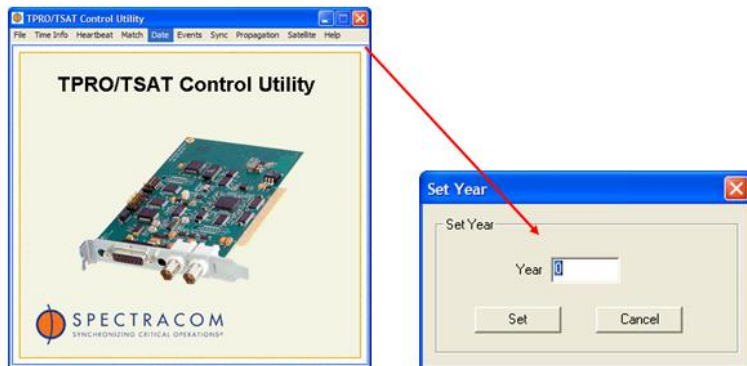 TPRO/TSAT Control Utility
File Time Info Heartbeat Match Date Events Sync Propagation Satellite Help
TPRO/TSAT Control Utility
SPECTRACOM
SYNCHRONIZING CRITICAL OPERATIONS
Set Year
Set Year
Year 0
Set Cancel